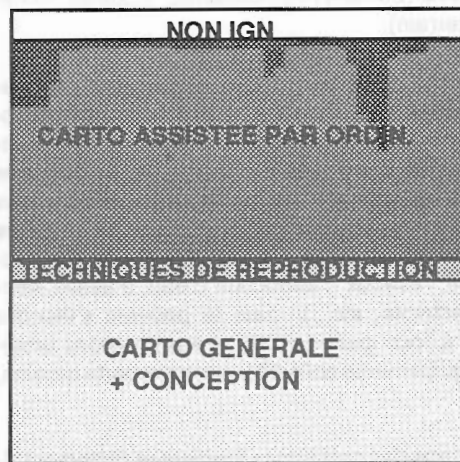 NON IGN
CARTO ASSISTEE PAR ORDIN.
TECHNIQUES DE REPRODUCTION
CARTO GENERALE
+ CONCEPTION